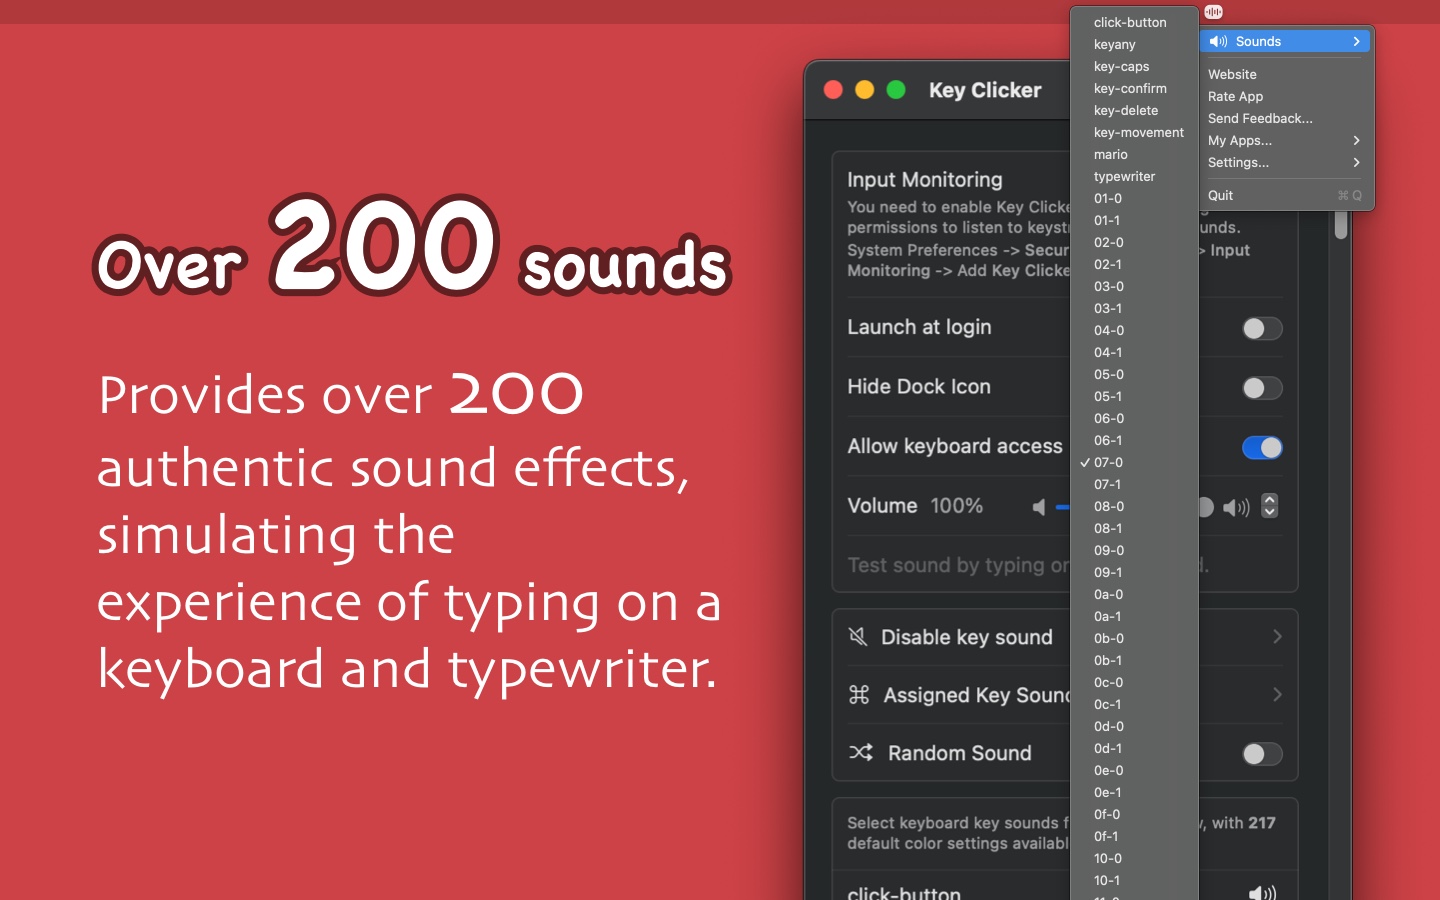 Over 200 sounds
Provides over 200
authentic sound effects,
simulating the
experience of typing on a
keyboard and typewriter.
Key Clicker
Input Monitoring
You need to enable Key Clicke
permissions to listen to keyst
unds.
System Preferences -> Secur
> Input
Monitoring -> Add Key Clicke
Launch at login
Hide Dock Icon
Allow keyboard access
Volume 100%
Test sound by typing or
d.
Disable key sound
Assigned Key Sound
Random Sound
Select keyboard key sounds f
, with 217
default color settings availabl
click-button
click-button
keyany
key-caps
key-confirm
key-delete
key-movement
mario
typewriter
01-0
01-1
02-0
02-1
03-0
03-1
04-0
04-1
05-0
05-1
06-0
06-1
✓ 07-0
07-1
08-0
08-1
09-0
09-1
0a-0
0a-1
0b-0
0b-1
0c-0
0c-1
0d-0
0d-1
0e-0
0e-1
0f-0
0f-1
10-0
10-1
Sounds
Website
Rate App
Send Feedback...
My Apps...
Settings...
Quit ⌘ Q